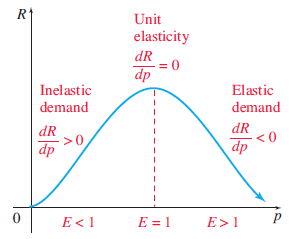 R
Unit
elasticity
dR/dp = 0
Inelastic
demand
dR/dp > 0
Elastic
demand
dR/dp < 0
0
E < 1
E = 1
E > 1
p